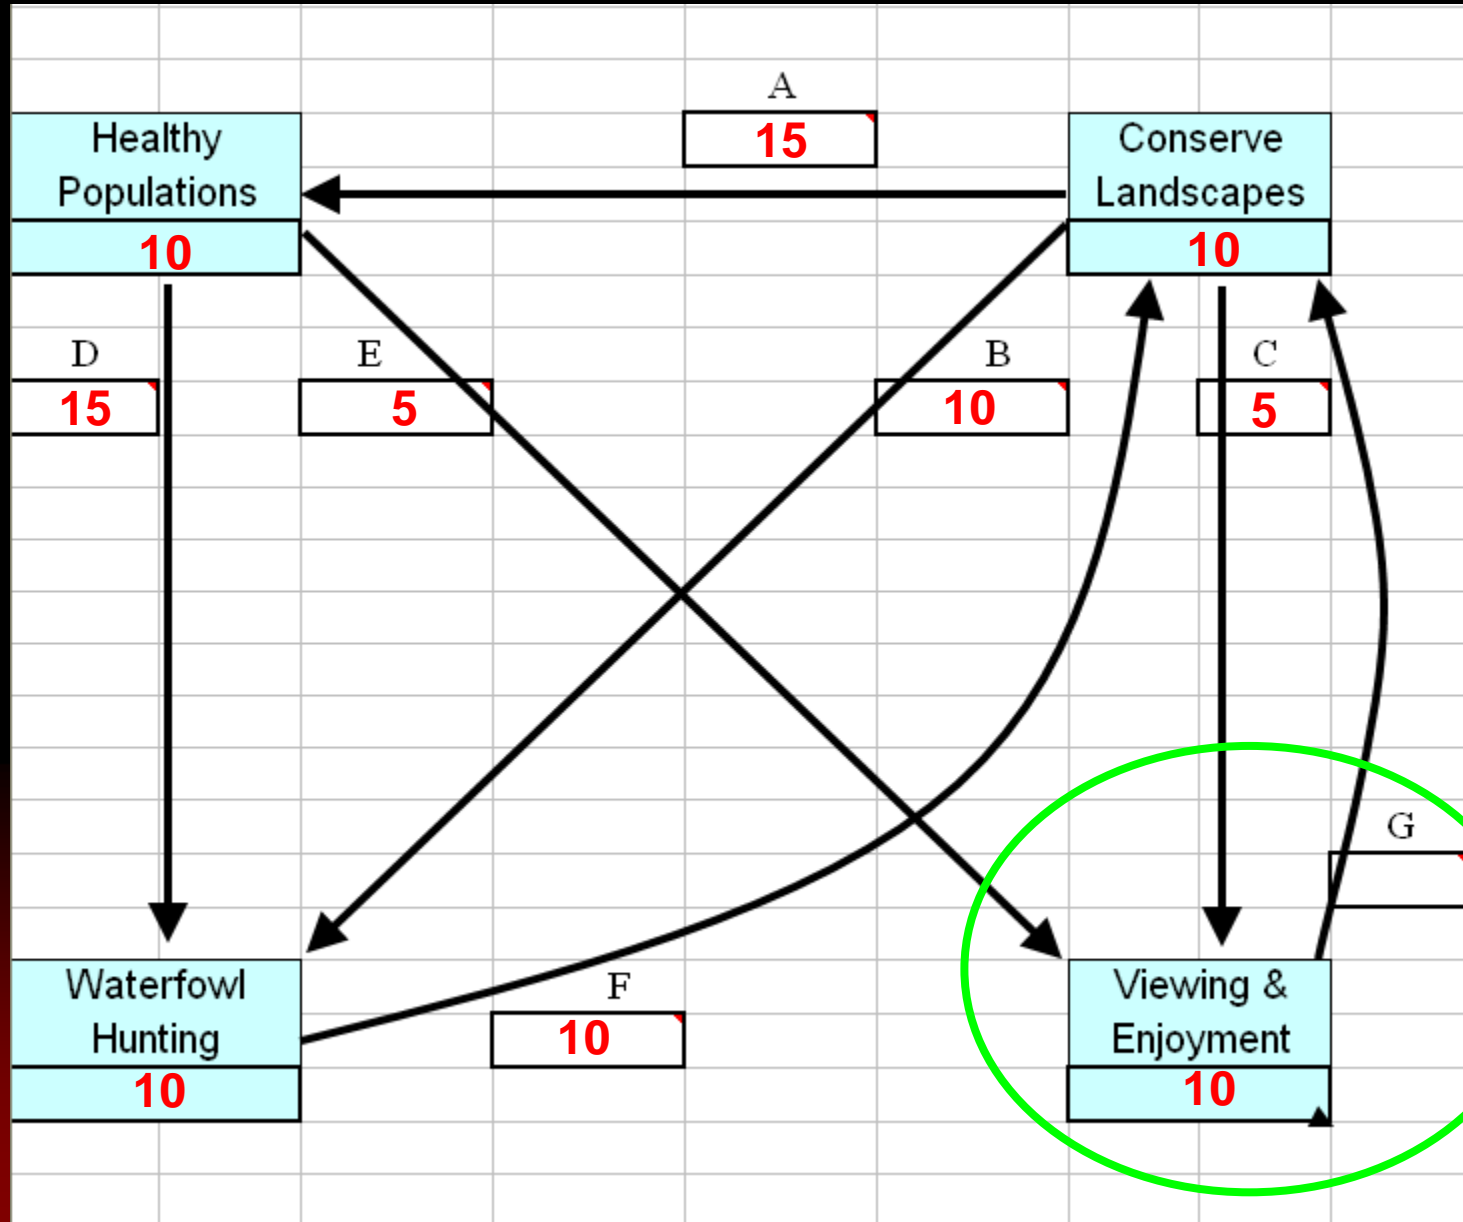 A
15
Healthy
Populations
10
Conserve
Landscapes
10
D
15
E
5
B
10
C
5
G
Waterfowl
Hunting
10
F
10
Viewing &
Enjoyment
10